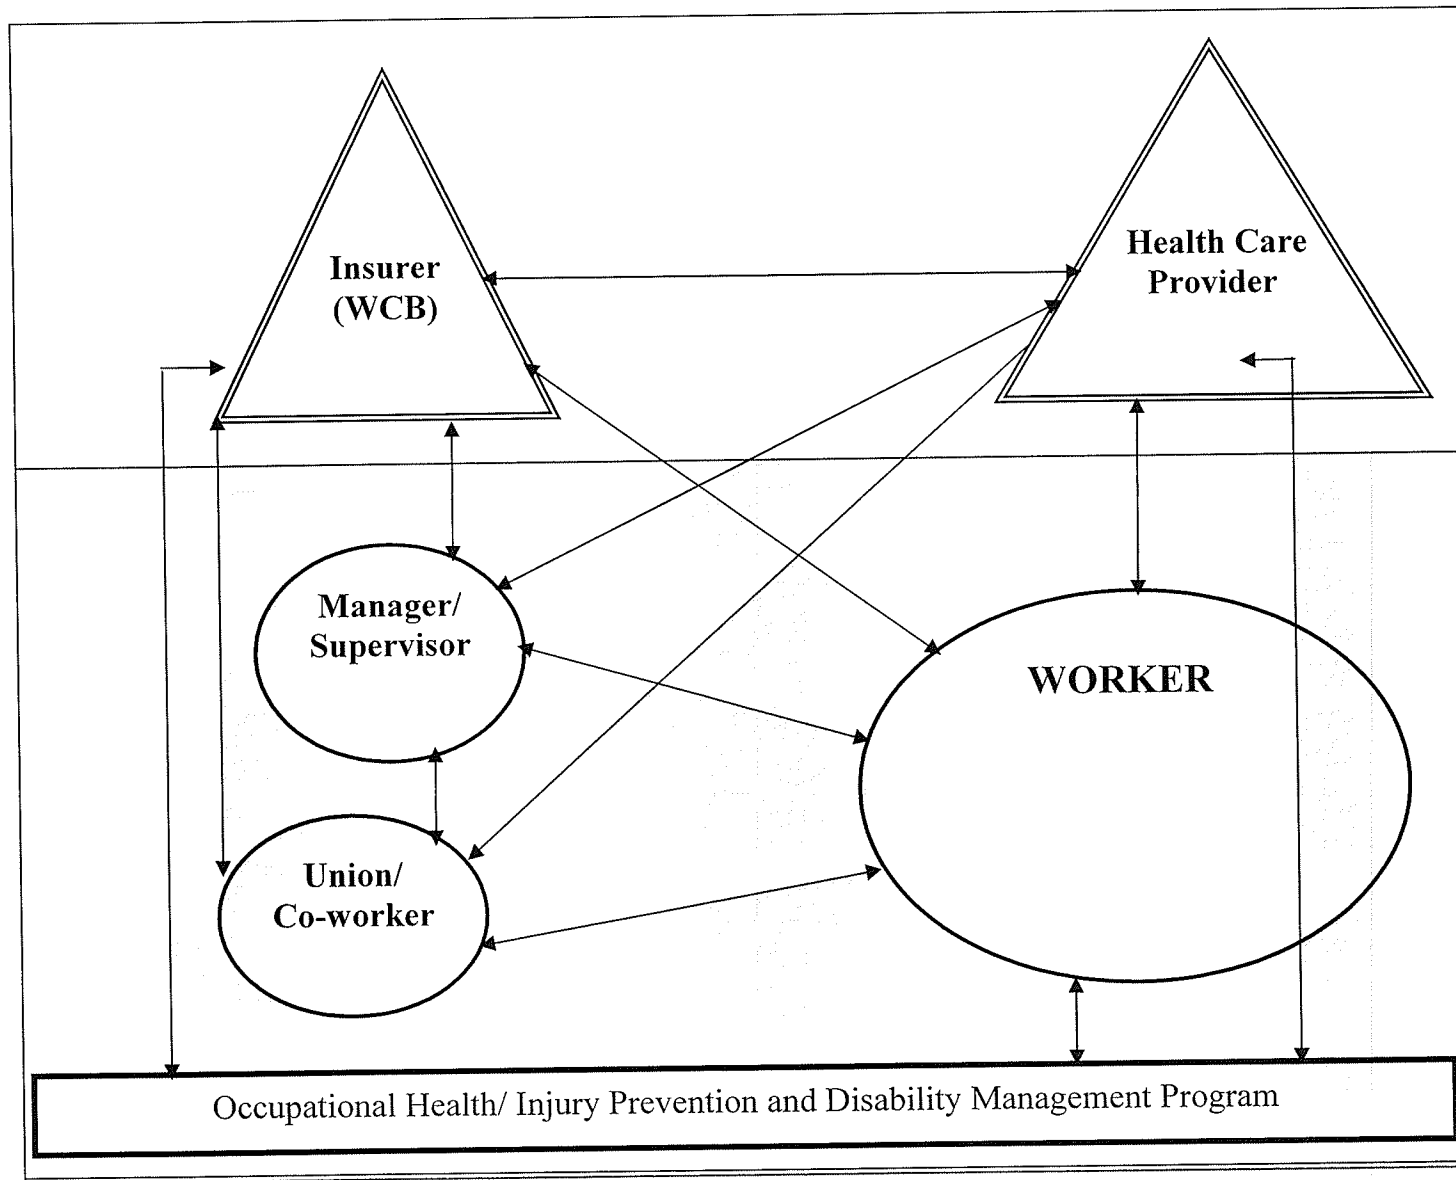 Insurer
(WCB)
Health Care
Provider
Manager/
Supervisor
WORKER
Union/
Co-worker
Occupational Health/ Injury Prevention and Disability Management Program